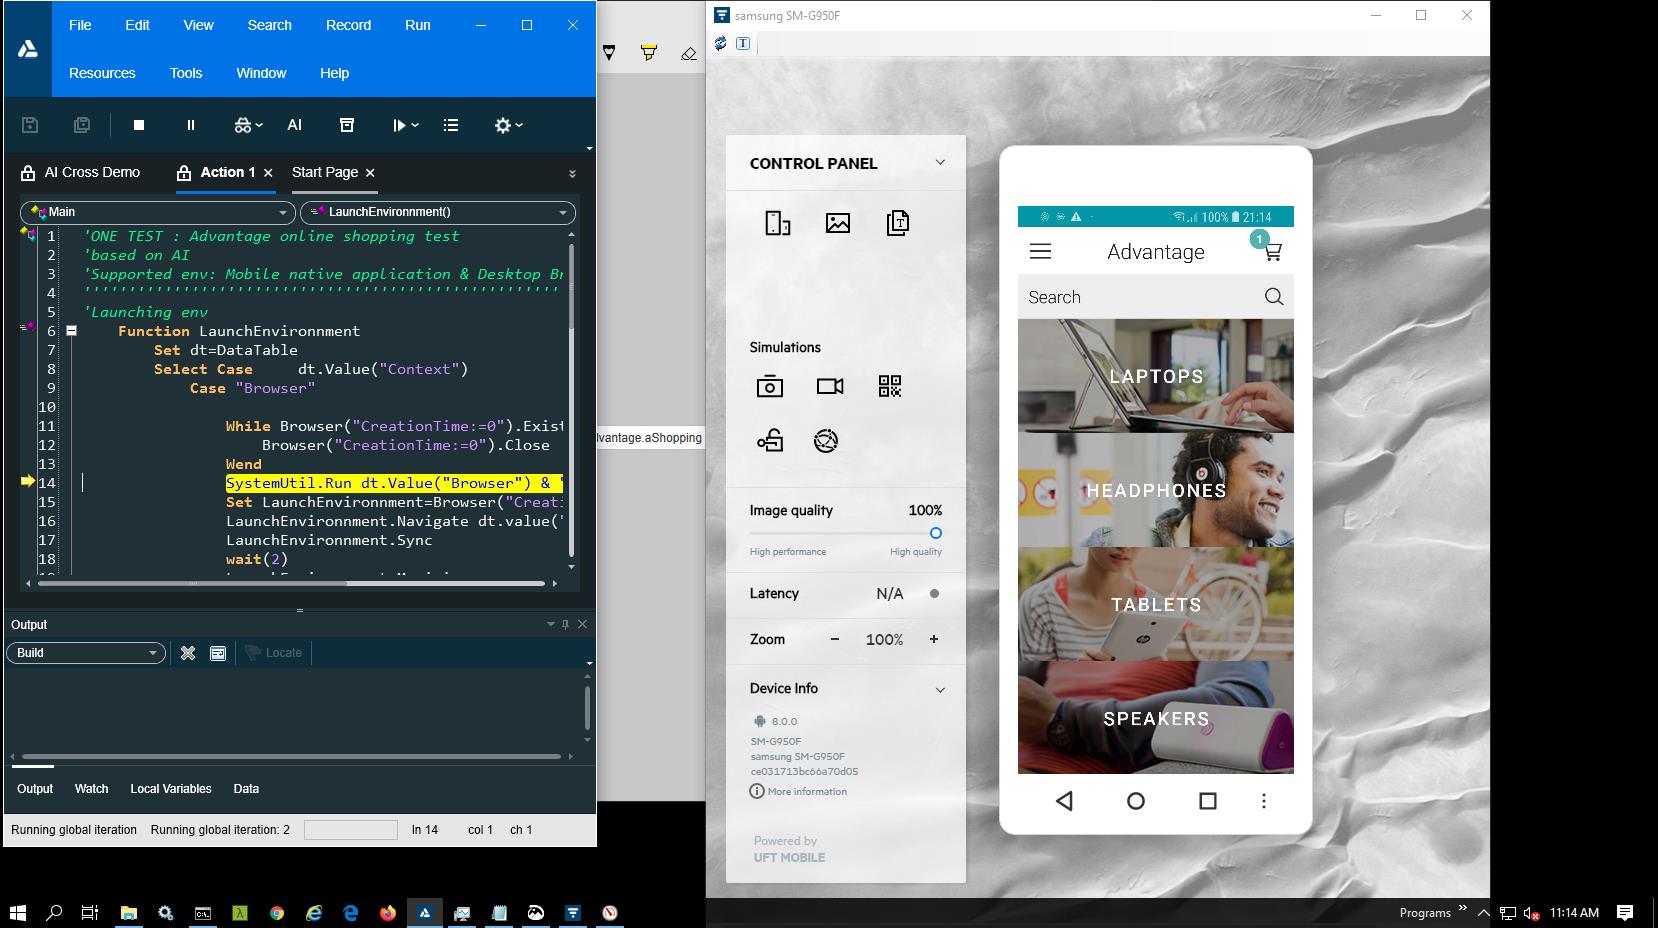 File Edit View Search Record Run
Resources Tools Window Help
AI
AI Cross Demo Action 1 Start Page
Main LaunchEnvironnment()
1 'ONE TEST : Advantage online shopping test
2 'based on AI
3 'Supported env: Mobile native application & Desktop Br
4 '''''''''''''''''''''''''''''''''''''''''''''''''''''
5 'Launching env
6 Function LaunchEnvironnment
7 Set dt=DataTable
8 Select Case dt.Value("Context")
9 Case "Browser"
10
11 While Browser("CreationTime:=0").Exist
12 Browser("CreationTime:=0").Close
13 Wend
14 SystemUtil.Run dt.Value("Browser") & "
15 Set LaunchEnvironnment=Browser("Creati
16 LaunchEnvironnment.Navigate dt.value("
17 LaunchEnvironnment.Sync
18 wait(2)
Output
Build Locate
Output Watch Local Variables Data
Running global iteration Running global iteration: 2 ln 14 col 1 ch 1
lvantage.aShopping
samsung SM-G950F
T
CONTROL PANEL
T
Simulations
Image quality 100%
High performance High quality
Latency N/A
Zoom − 100% +
Device Info
8.0.0
SM-G950F
samsung SM-G950F
ce031713bc66a70d05
More information
Powered by
UFT MOBILE
100% 21:14
Advantage 1
Search
LAPTOPS
HEADPHONES
TABLETS
SPEAKERS
Programs 11:14 AM